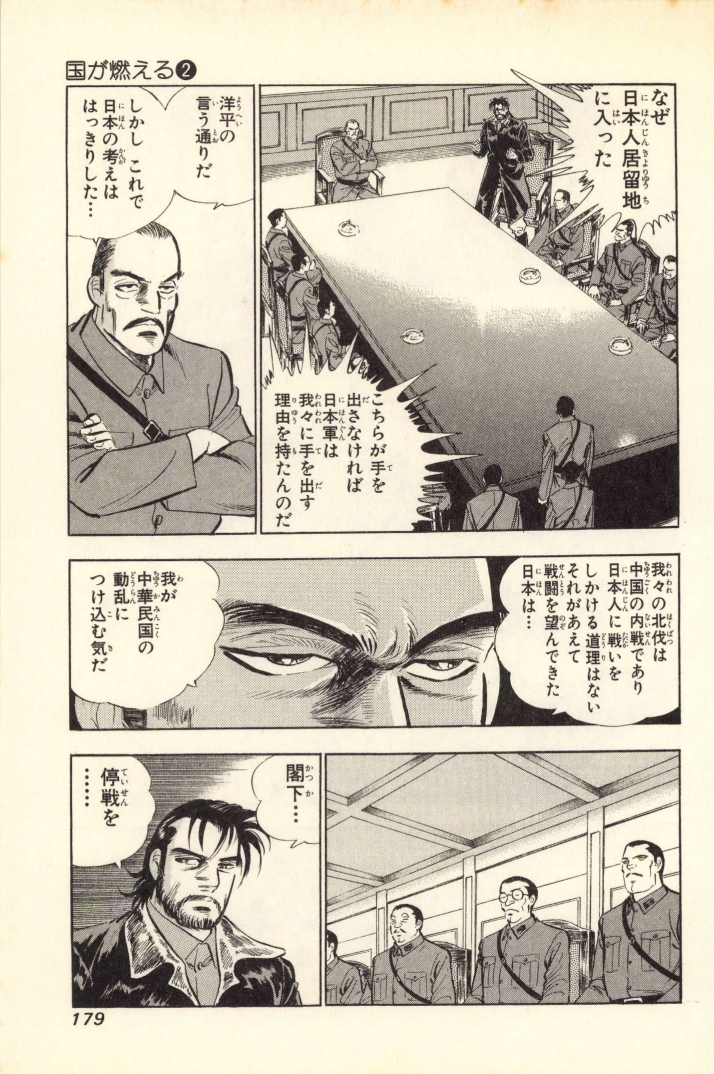 国が燃える❷
なぜ
日本人居留地
に入った
こちらが手を
出さなければ
日本軍は
我々に手を出す
理由を持たんのだ
洋平の
言う通りだ
しかし これで
日本の考えは
はっきりした…
我々の北伐は
中国の内戦であり
日本人に戦いを
しかける道理はない
それがあえて
戦闘を望んできた
日本は…
我が
中華民国の
動乱に
つけ込む気だ
閣下…
停戦を
……
179